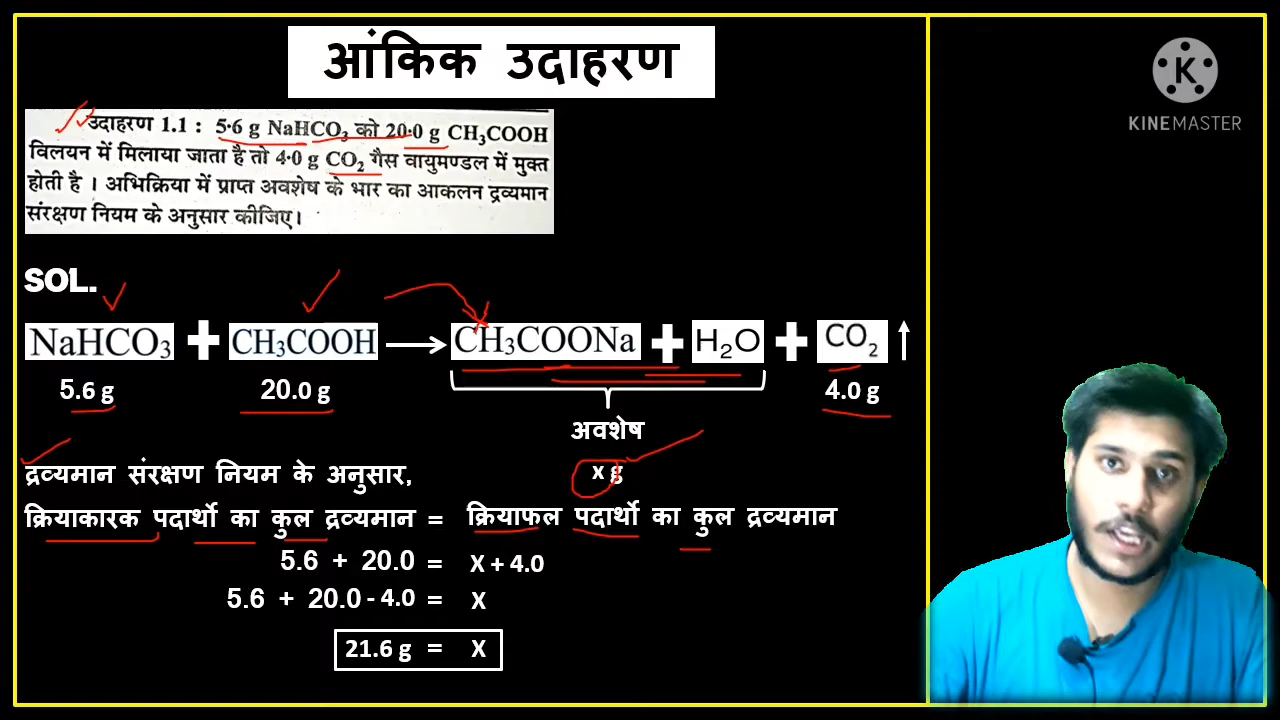 आंकिक उदाहरण
KINEMASTER
उदाहरण 1.1 : 5·6 g NaHCO₃ को 20·0 g CH₃COOH
विलयन में मिलाया जाता है तो 4·0 g CO₂ गैस वायुमण्डल में मुक्त
होती है । अभिक्रिया में प्राप्त अवशेष के भार का आकलन द्रव्यमान
संरक्षण नियम के अनुसार कीजिए।
SOL.
NaHCO₃ + CH₃COOH → CH₃COONa + H₂O + CO₂ ↑
5.6 g 20.0 g 4.0 g
अवशेष
x g
द्रव्यमान संरक्षण नियम के अनुसार,
क्रियाकारक पदार्थो का कुल द्रव्यमान = क्रियाफल पदार्थो का कुल द्रव्यमान
5.6 + 20.0 = X + 4.0
5.6 + 20.0 - 4.0 = X
21.6 g = X